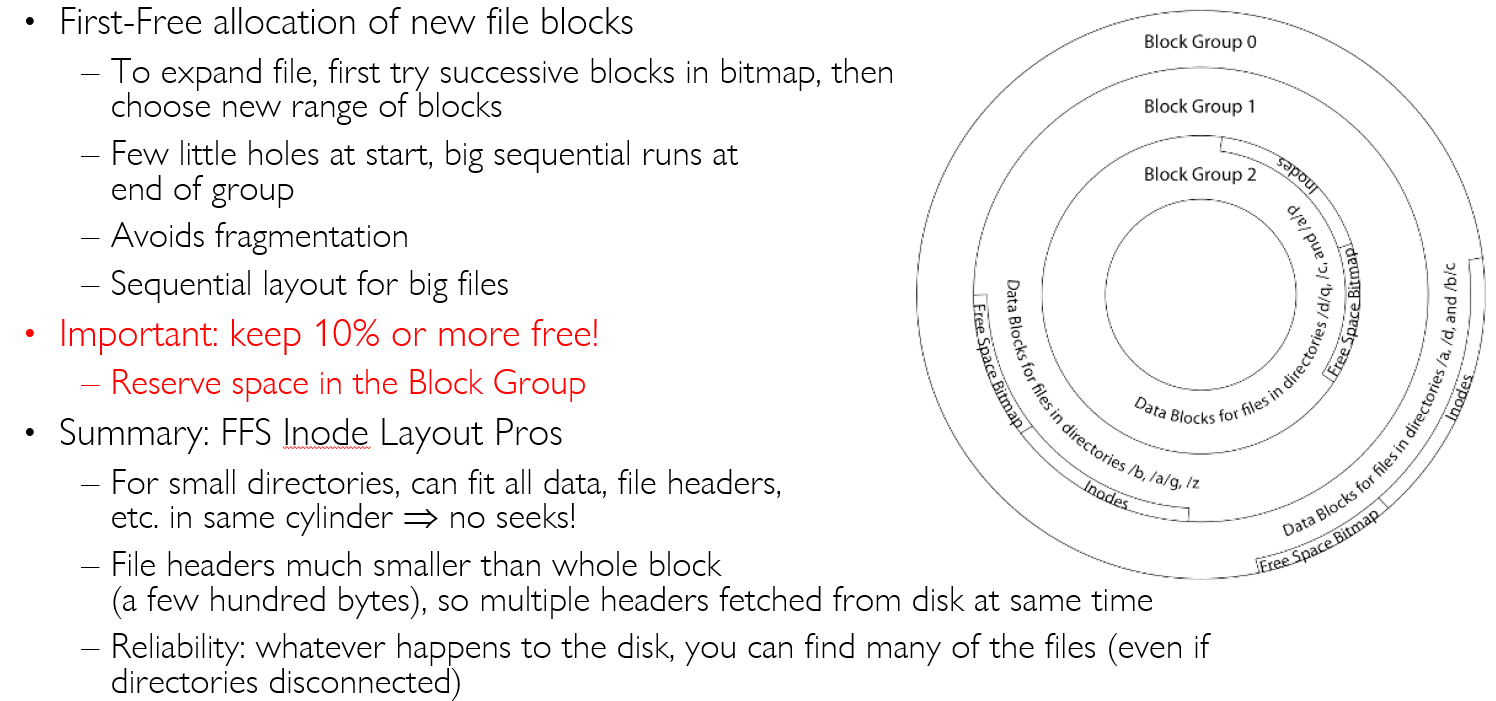 • First-Free allocation of new file blocks
– To expand file, first try successive blocks in bitmap, then
choose new range of blocks
– Few little holes at start, big sequential runs at
end of group
– Avoids fragmentation
– Sequential layout for big files
• Important: keep 10% or more free!
– Reserve space in the Block Group
• Summary: FFS Inode Layout Pros
– For small directories, can fit all data, file headers,
etc. in same cylinder ⇒ no seeks!
– File headers much smaller than whole block
(a few hundred bytes), so multiple headers fetched from disk at same time
– Reliability: whatever happens to the disk, you can find many of the files (even if
directories disconnected)
Block Group 0
Block Group 1
Block Group 2
Inodes
Free Space Bitmap
Data Blocks for files in directories /d/q, /c, and /a/p
Free Space Bitmap
Inodes
Data Blocks for files in directories /b, /a/g, /z
Free Space Bitmap
Inodes
Data Blocks for files in directories /a, /d, and /b/c